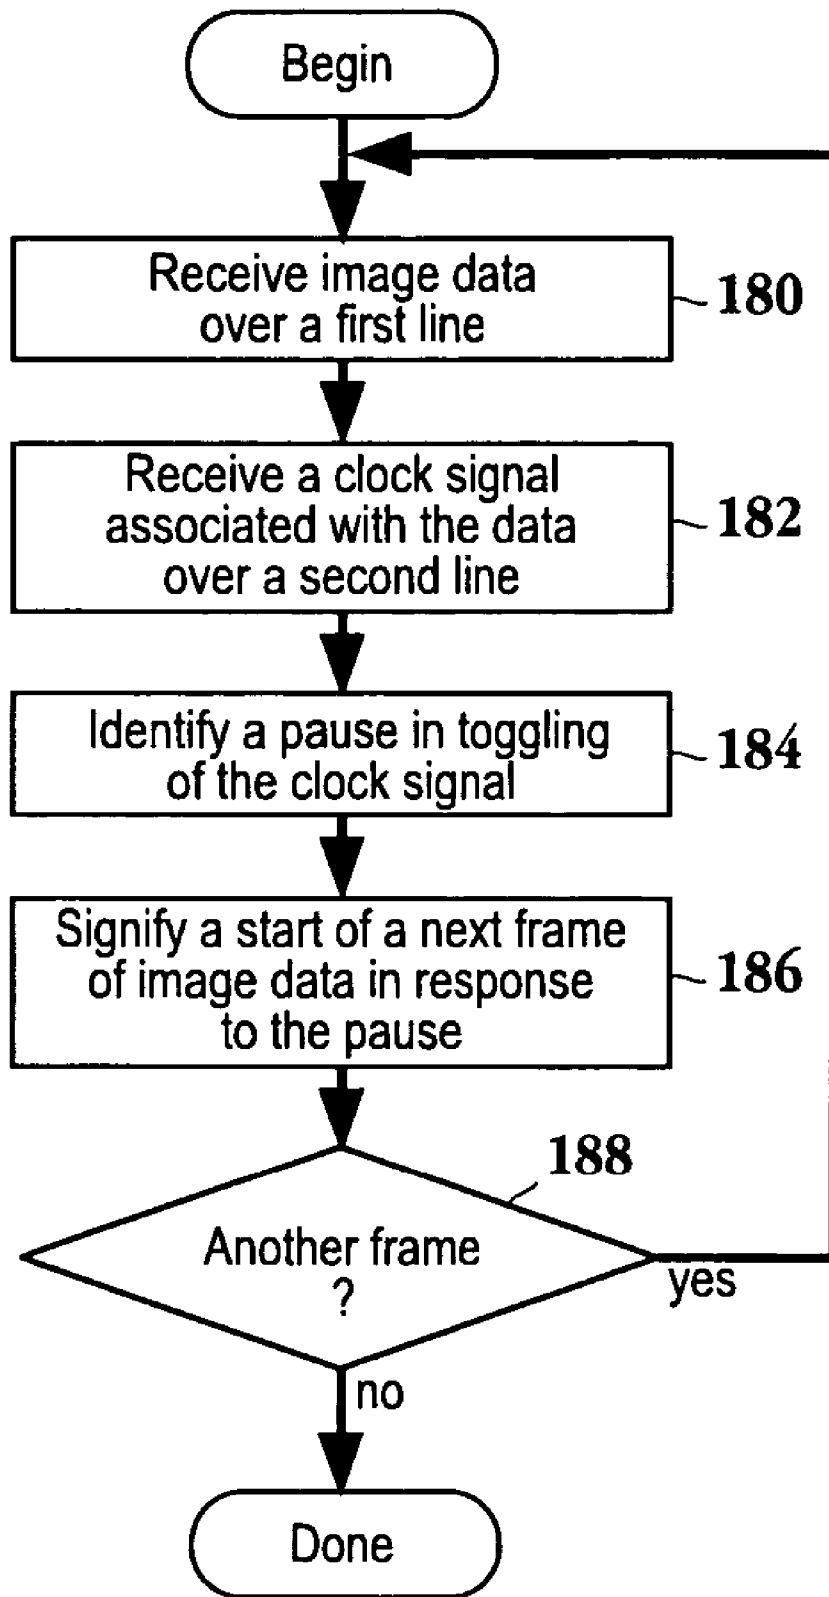 Begin
Receive image data
over a first line
180
Receive a clock signal
associated with the data
over a second line
182
Identify a pause in toggling
of the clock signal
184
Signify a start of a next frame
of image data in response
to the pause
186
188
Another frame
?
yes
no
Done